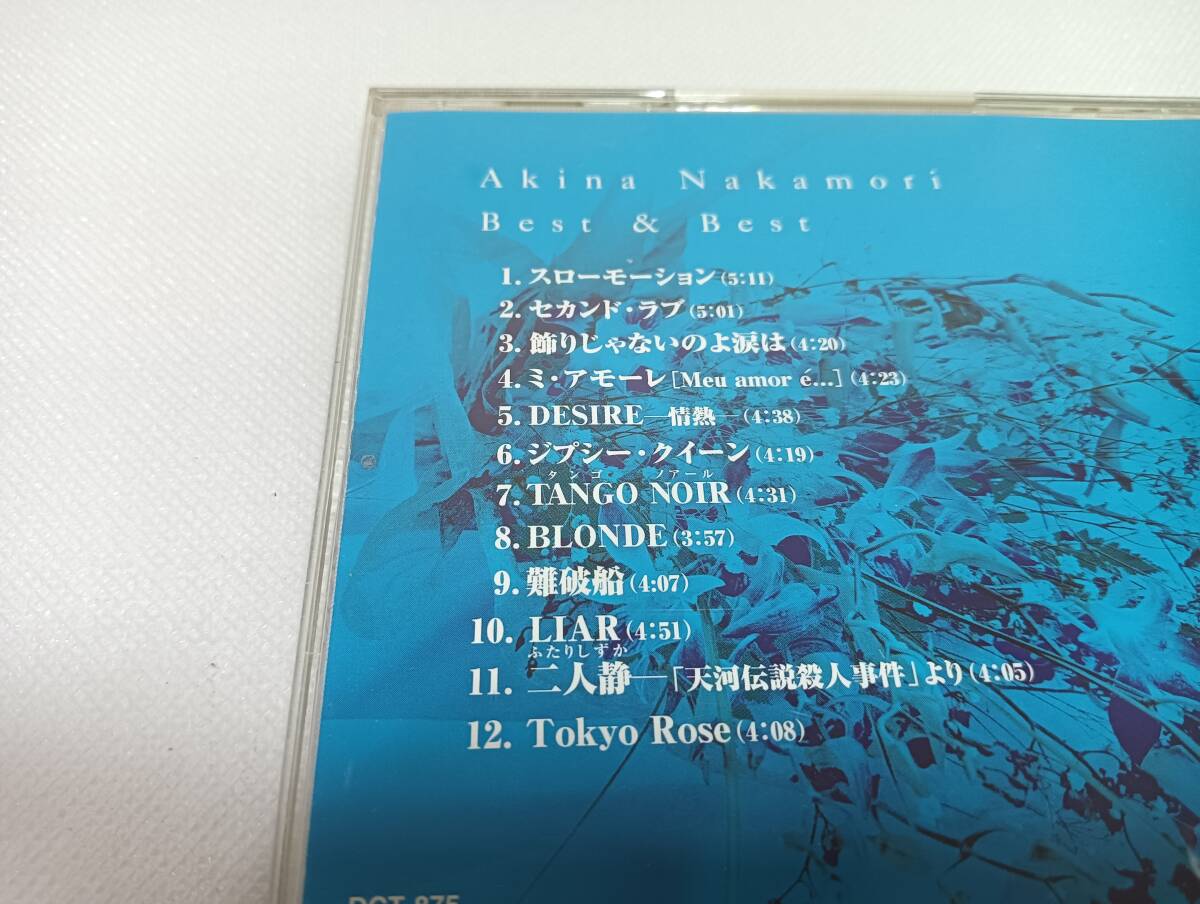 Akina Nakamori
Best & Best
1. スローモーション(5:11)
2. セカンド・ラブ(5:01)
3. 飾りじゃないのよ涙は(4:20)
4. ミ・アモーレ[Meu amor é...](4:23)
5. DESIRE—情熱—(4:38)
6. ジプシー・クイーン(4:19)
タンゴ ノアール
7. TANGO NOIR(4:31)
8. BLONDE(3:57)
9. 難破船(4:07)
10. LIAR(4:51)
ふたりしずか
11. 二人静—「天河伝説殺人事件」より(4:05)
12. Tokyo Rose(4:08)
DCT-875